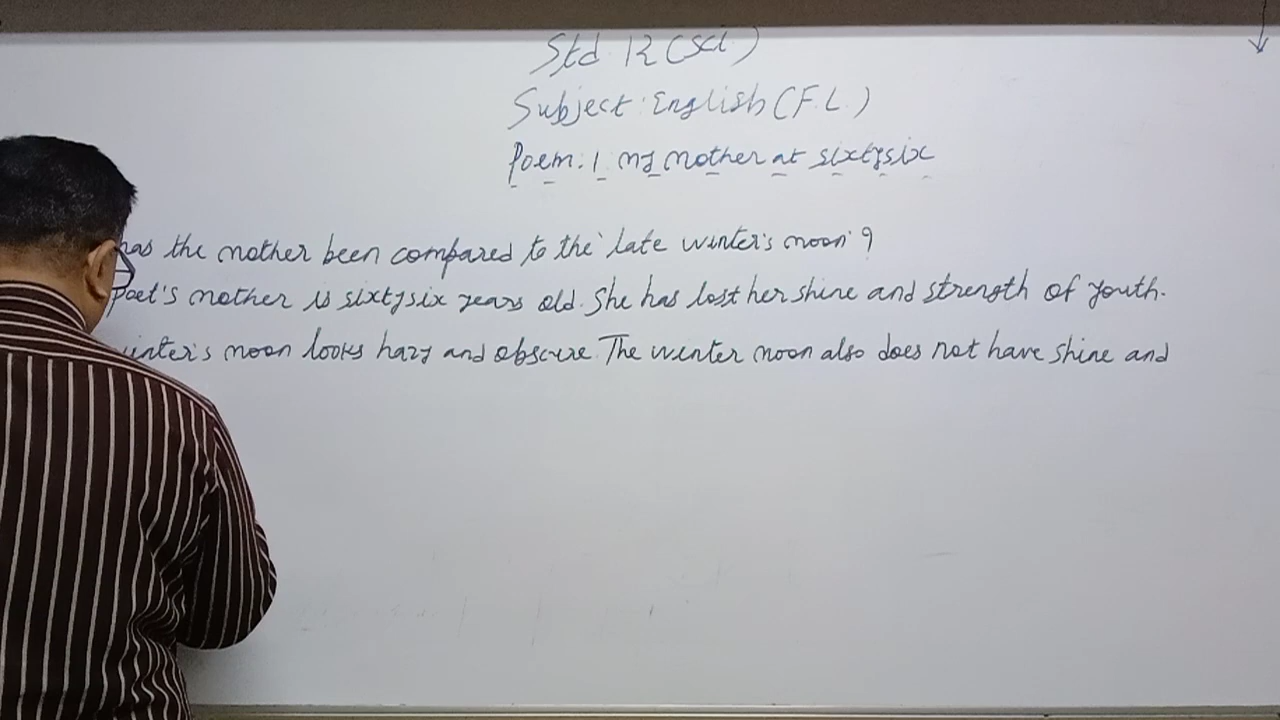 Std 12 (Sci.)
Subject: English (F.L.)
Poem: 1 my mother at sixtysix
has the mother been compared to the 'late winter's moon'?
Poet's mother is sixtysix years old. She has lost her shine and strength of youth.
winter's moon looks hazy and obscure. The winter moon also does not have shine and